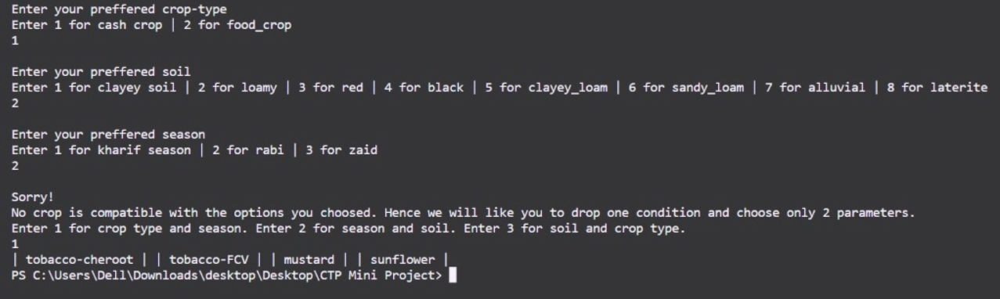 Enter your preffered crop-type
Enter 1 for cash crop | 2 for food_crop
1
Enter your preffered soil
Enter 1 for clayey soil | 2 for loamy | 3 for red | 4 for black | 5 for clayey_loam | 6 for sandy_loam | 7 for alluvial | 8 for laterite
2
Enter your preffered season
Enter 1 for kharif season | 2 for rabi | 3 for zaid
2
Sorry!
No crop is compatible with the options you choosed. Hence we will like you to drop one condition and choose only 2 parameters.
Enter 1 for crop type and season. Enter 2 for season and soil. Enter 3 for soil and crop type.
1
| tobacco-cheroot | | tobacco-FCV | | mustard | | sunflower |
PS C:\Users\Dell\Downloads\desktop\Desktop\CTP Mini Project>